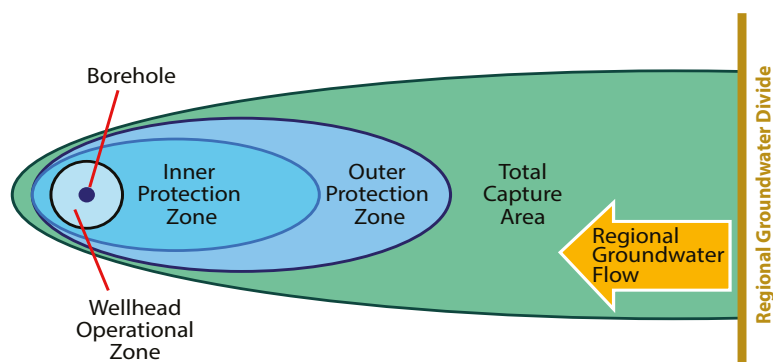 Borehole
Inner
Protection
Zone
Outer
Protection
Zone
Total
Capture
Area
Regional
Groundwater
Flow
Wellhead
Operational
Zone
Regional Groundwater Divide